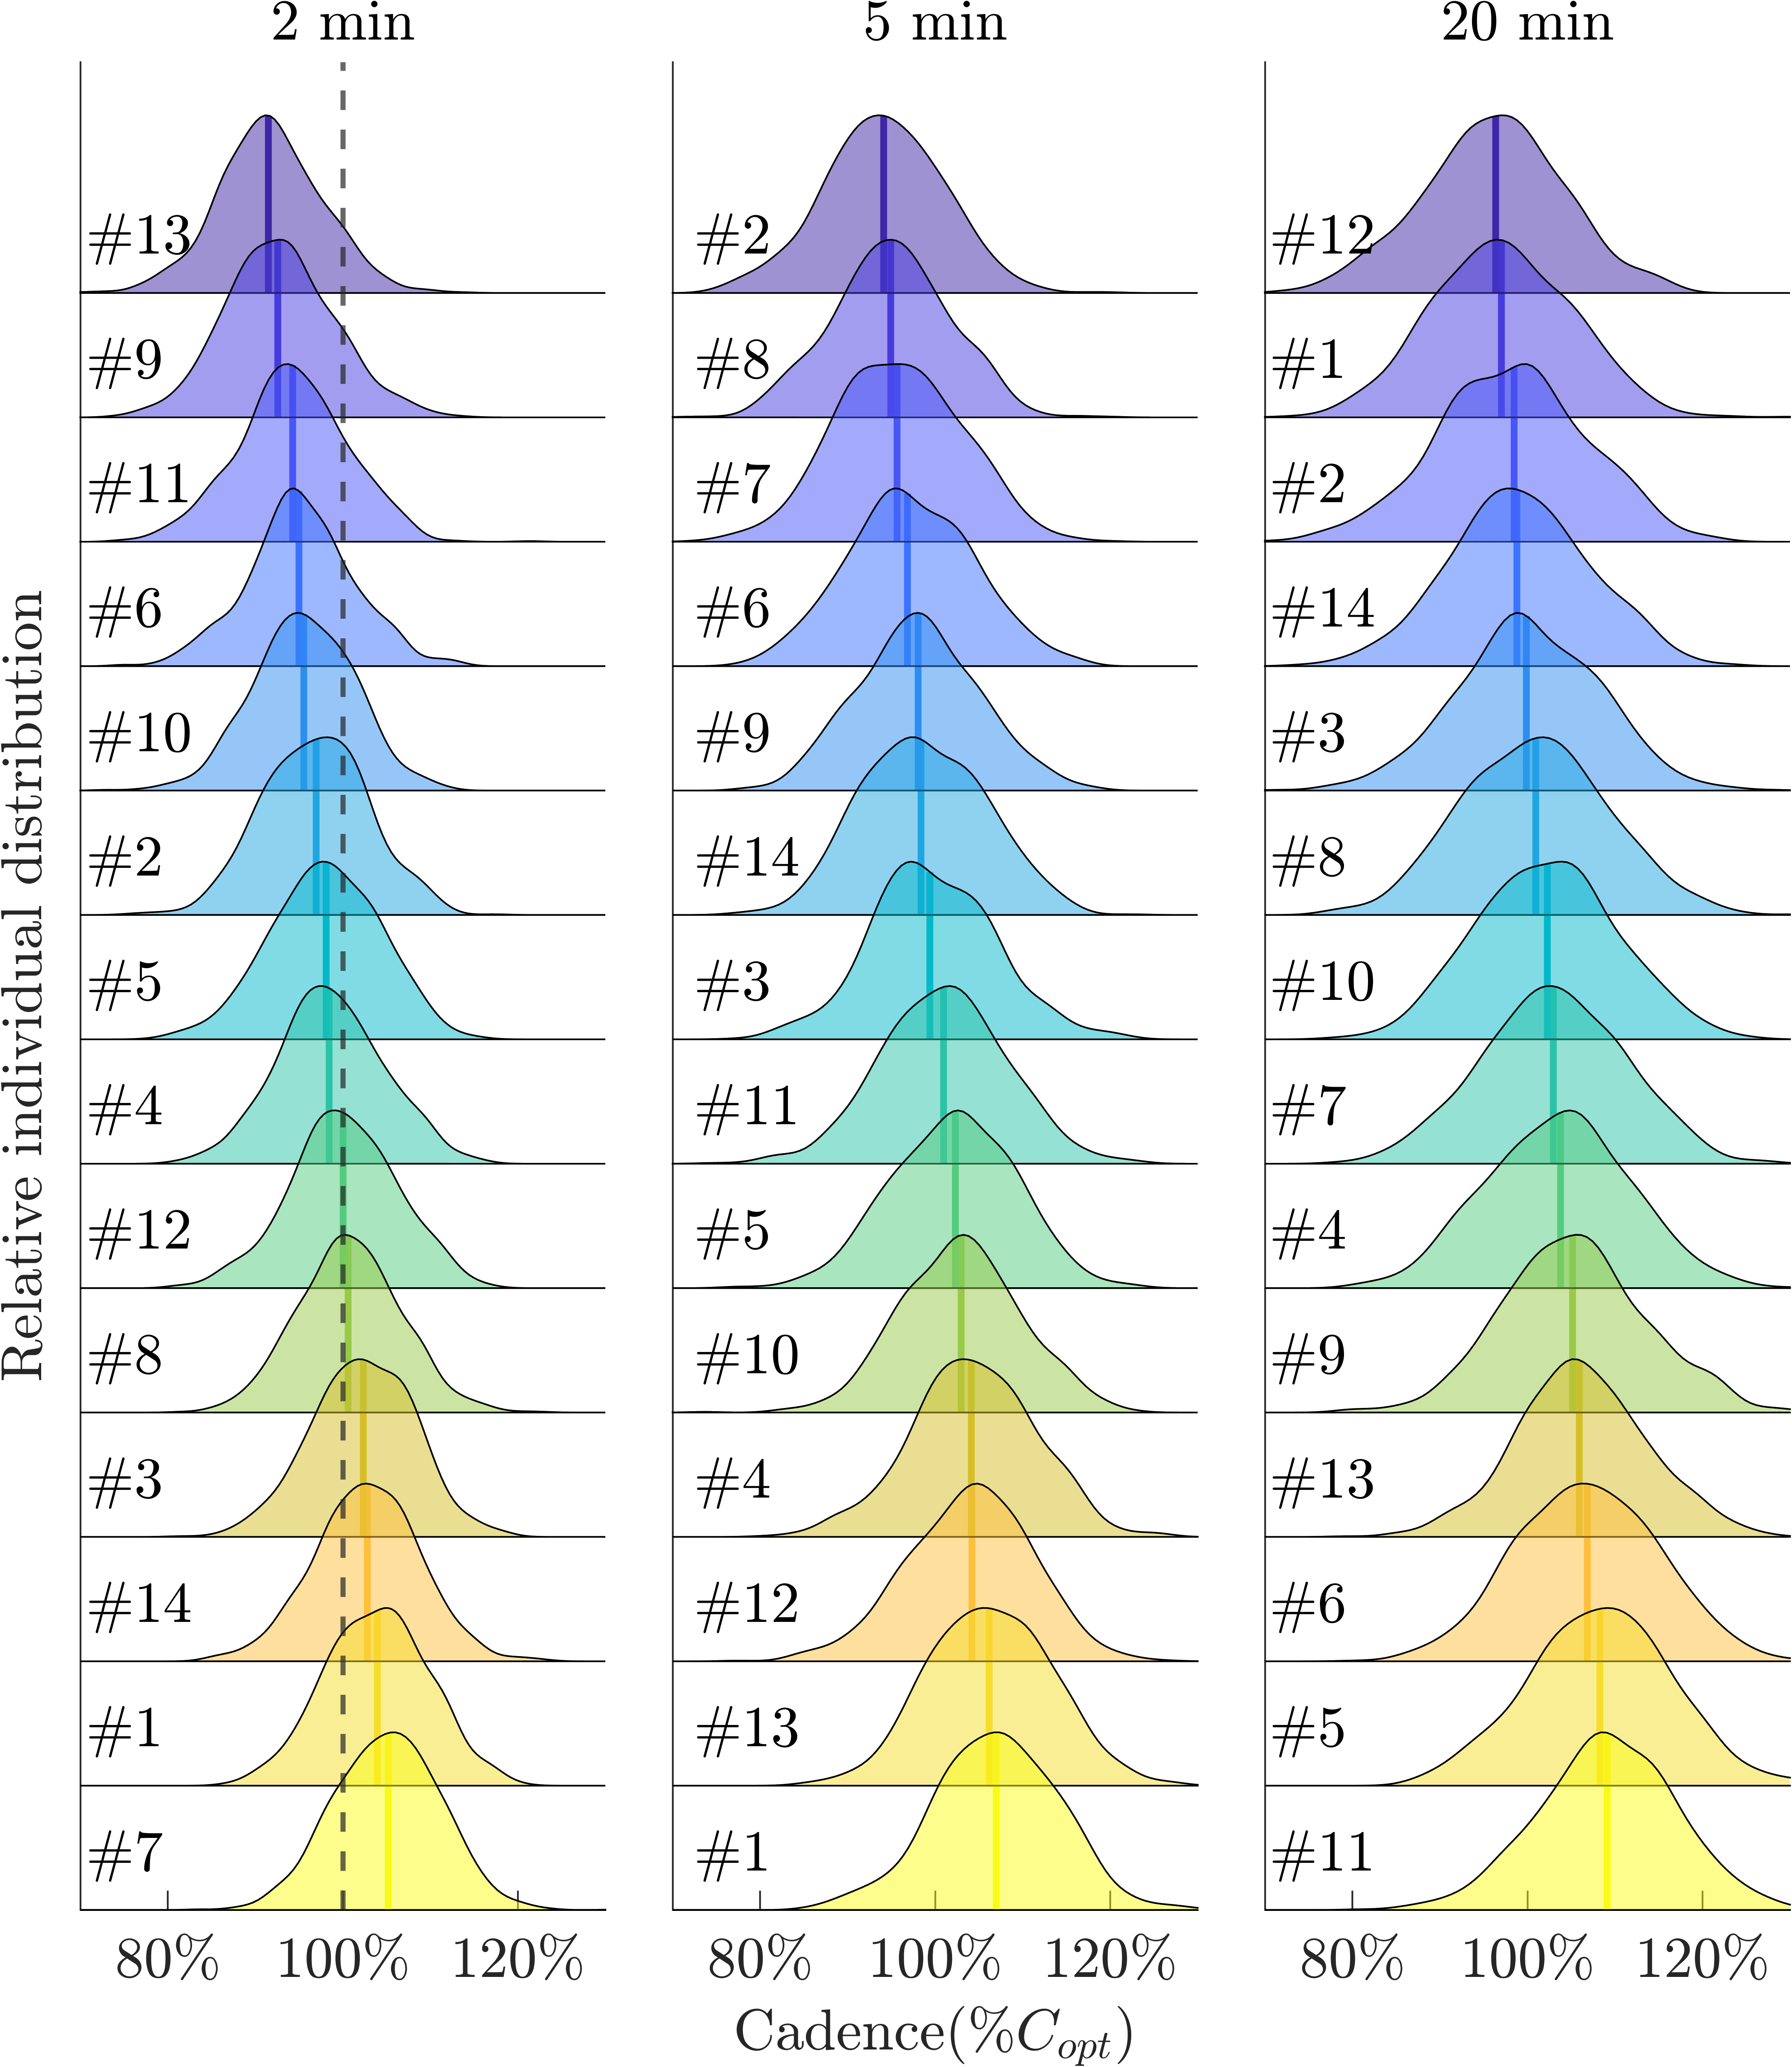 2 min 5 min 20 min
#13 #2 #12
#9 #8 #1
#11 #7 #2
#6 #6 #14
#10 #9 #3
#2 #14 #8
#5 #3 #10
#4 #11 #7
#12 #5 #4
#8 #10 #9
#3 #4 #13
#14 #12 #6
#1 #13 #5
#7 #1 #11
80% 100% 120% 80% 100% 120% 80% 100% 120%
Cadence(%C_opt)
Relative individual distribution